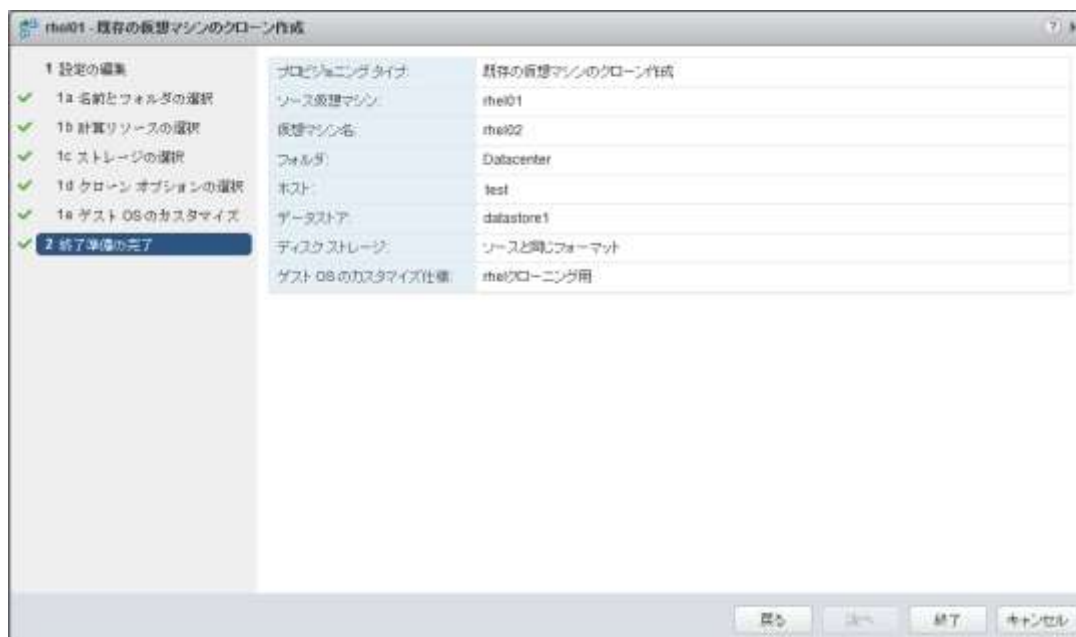 rhel01 - 既存の仮想マシンのクローン作成
1 設定の編集
1a 名前とフォルダの選択
1b 計算リソースの選択
1c ストレージの選択
1d クローン オプションの選択
1e ゲスト OS のカスタマイズ
2 終了準備の完了
プロビジョニング タイプ: 既存の仮想マシンのクローン作成
ソース仮想マシン: rhel01
仮想マシン名: rhel02
フォルダ: Datacenter
ホスト: test
データストア: datastore1
ディスク ストレージ: ソースと同じフォーマット
ゲスト OS のカスタマイズ仕様: rhelクローニング用
戻る 次へ 終了 キャンセル